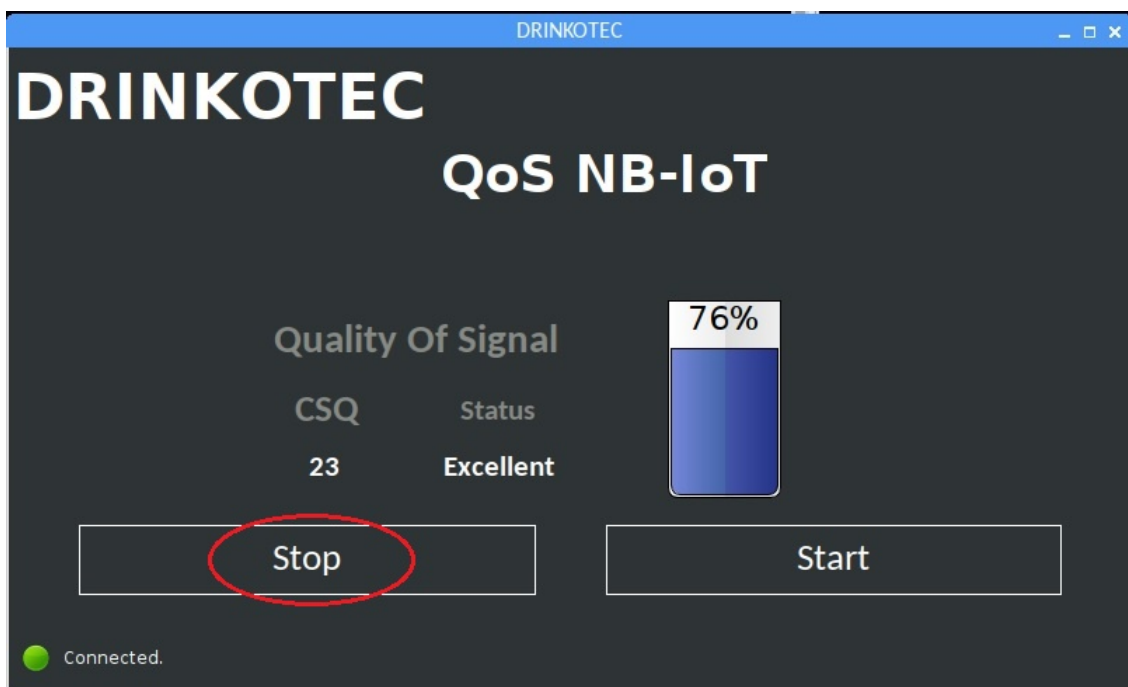 DRINKOTEC
DRINKOTEC
QoS NB-IoT
76%
Quality Of Signal
CSQ Status
23 Excellent
Stop Start
Connected.